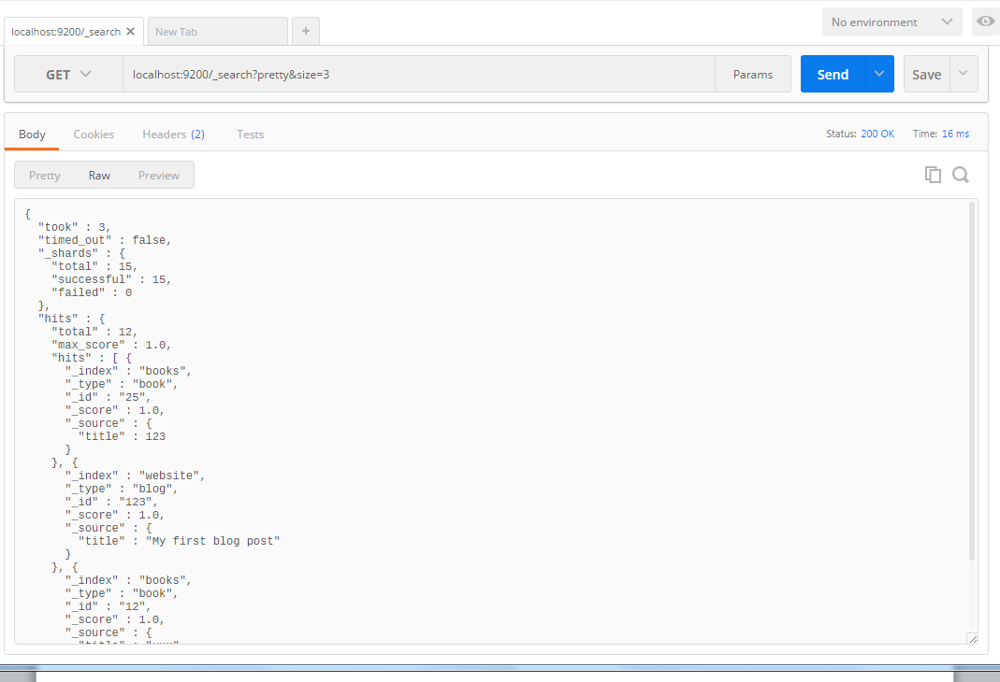 localhost:9200/_search
New Tab
+
No environment
GET
localhost:9200/_search?pretty&size=3
Params
Send
Save
Body
Cookies
Headers (2)
Tests
Status: 200 OK
Time: 16 ms
Pretty
Raw
Preview
{
  "took" : 3,
  "timed_out" : false,
  "_shards" : {
    "total" : 15,
    "successful" : 15,
    "failed" : 0
  },
  "hits" : {
    "total" : 12,
    "max_score" : 1.0,
    "hits" : [ {
      "_index" : "books",
      "_type" : "book",
      "_id" : "25",
      "_score" : 1.0,
      "_source" : {
        "title" : 123
      }
    }, {
      "_index" : "website",
      "_type" : "blog",
      "_id" : "123",
      "_score" : 1.0,
      "_source" : {
        "title" : "My first blog post"
      }
    }, {
      "_index" : "books",
      "_type" : "book",
      "_id" : "12",
      "_score" : 1.0,
      "_source" : {
        "title" :